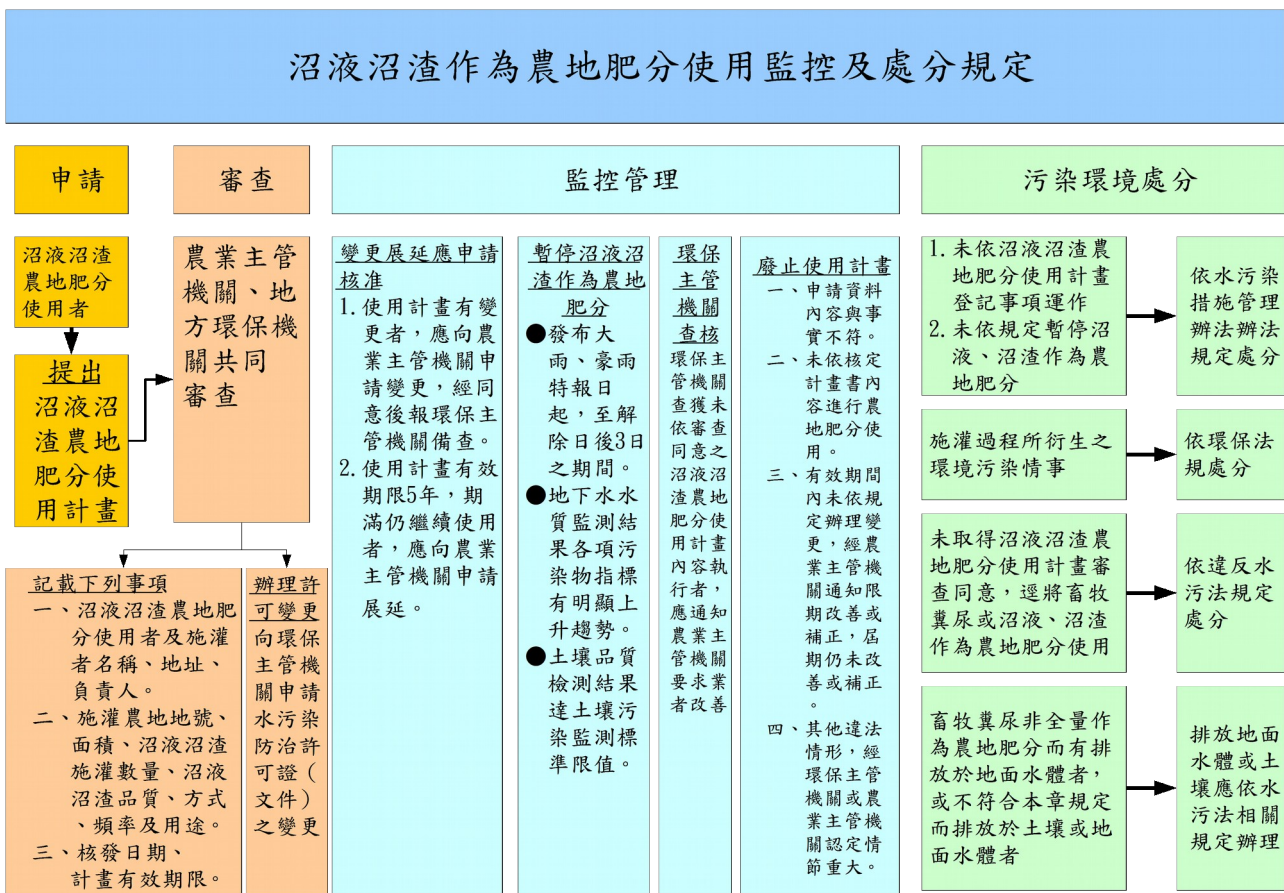 沼液沼渣作為農地肥分使用監控及處分規定
申請
沼液沼渣
農地肥分
使用者
提出
沼液沼
渣農地
肥分使
用計畫
審查
農業主管
機關、地
方環保機
關共同
審查
記載下列事項
一、沼液沼渣農地肥
分使用者及施灌
者名稱、地址、
負責人。
二、施灌農地地號、
面積、沼液沼渣
施灌數量、沼液
沼渣品質、方式
、頻率及用途。
三、核發日期、
計畫有效期限。
辦理許
可變更
向環保
主管機
關申請
水污染
防治許
可證(
文件)
之變更
監控管理
變更展延應申請
核准
1.使用計畫有變
更者，應向農
業主管機關申
請變更，經同
意後報環保主
管機關備查。
2.使用計畫有效
期限5年，期
滿仍繼續使用
者，應向農業
主管機關申請
展延。
暫停沼液沼
渣作為農地
肥分
●發布大
雨、豪雨
特報日
起，至解
除日後3日
之期間。
●地下水水
質監測結
果各項污
染物指標
有明顯上
升趨勢。
●土壤品質
檢測結果
達土壤污
染監測標
準限值。
環保
主管
機關
查核
環保主
管機關
查獲未
依審查
同意之
沼液沼
渣農地
肥分使
用計畫
內容執
行者，
應通知
農業主
管機關
要求業
者改善
廢止使用計畫
一、申請資料
內容與事
實不符。
二、未依核定
計畫書內
容進行農
地肥分使
用。
三、有效期間
內未依規
定辦理變
更，經農
業主管機
關通知限
期改善或
補正，屆
期仍未改
善或補正
。
四、其他違法
情形，經
環保主管
機關或農
業主管機
關認定情
節重大。
污染環境處分
1.未依沼液沼渣農
地肥分使用計畫
登記事項運作
2.未依規定暫停沼
液、沼渣作為農
地肥分
依水污染
措施管理
辦法辦法
規定處分
施灌過程所衍生之
環境污染情事
依環保法
規處分
未取得沼液沼渣農
地肥分使用計畫審
查同意，逕將畜牧
糞尿或沼液、沼渣
作為農地肥分使用
依違反水
污法規定
處分
畜牧糞尿非全量作
為農地肥分而有排
放於地面水體者，
或不符合本章規定
而排放於土壤或地
面水體者
排放地面
水體或土
壤應依水
污法相關
規定辦理